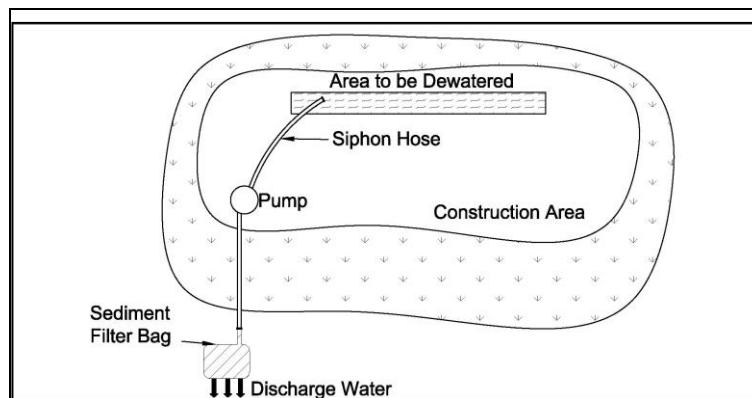 Area to be Dewatered
Siphon Hose
Pump
Construction Area
Sediment
Filter Bag
Discharge Water